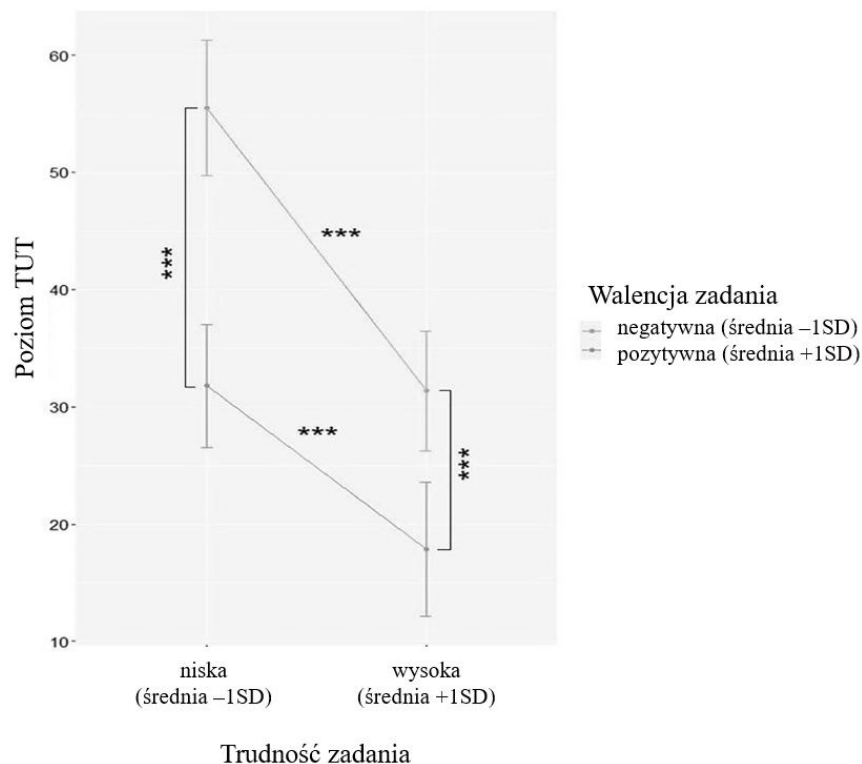 60
50
40
30
20
10
Poziom TUT
***
***
***
***
niska
(średnia –1SD)
wysoka
(średnia +1SD)
Trudność zadania
Walencja zadania
negatywna (średnia –1SD)
pozytywna (średnia +1SD)